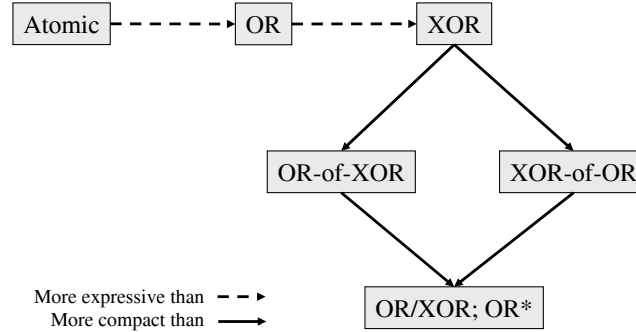 Atomic
OR
XOR
OR-of-XOR
XOR-of-OR
OR/XOR; OR*
More expressive than
More compact than